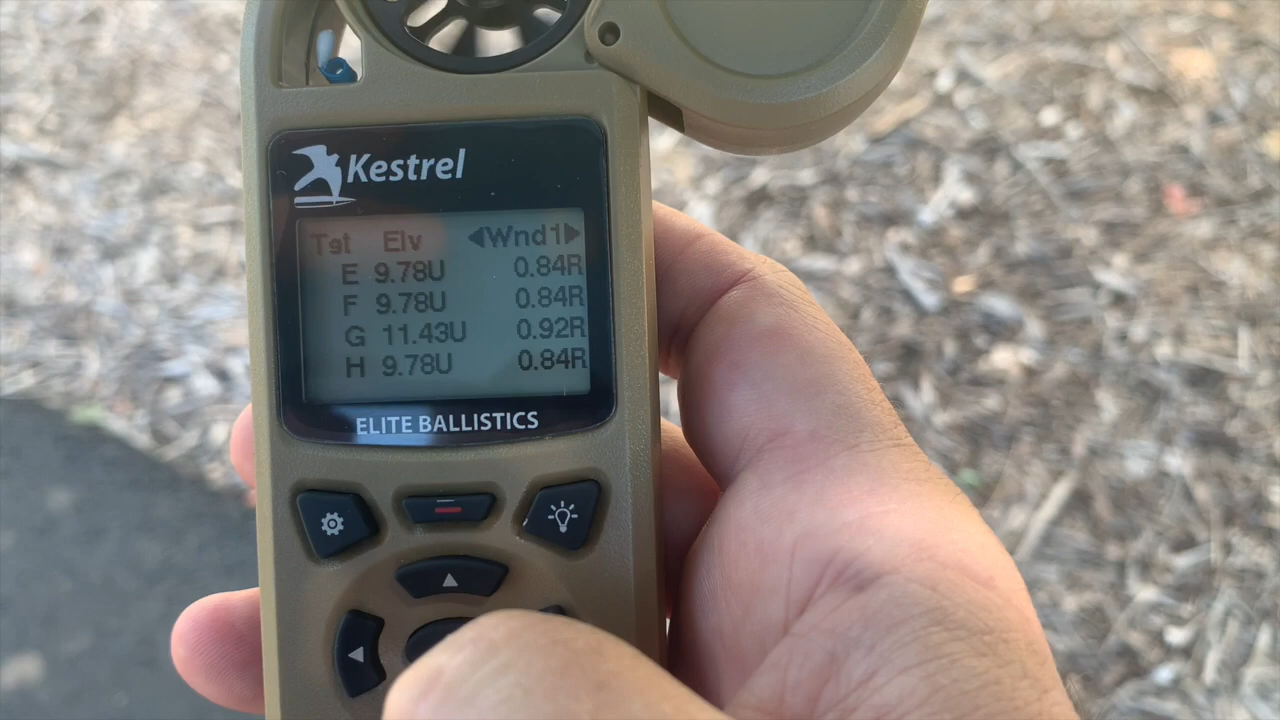 Kestrel
Tgt Elv ◀Wnd1▶
E 9.78U 0.84R
F 9.78U 0.84R
G 11.43U 0.92R
H 9.78U 0.84R
ELITE BALLISTICS